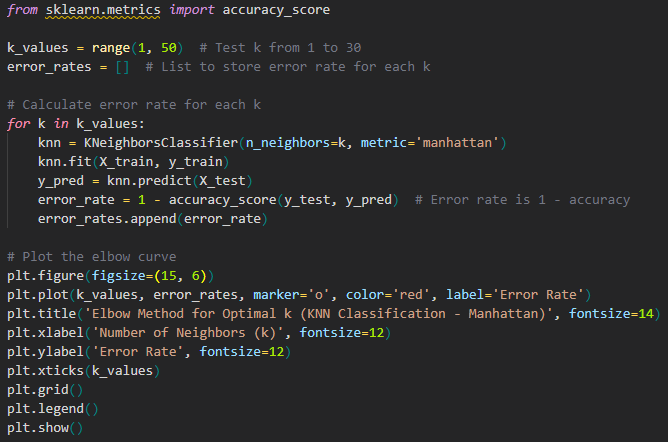 from sklearn.metrics import accuracy_score
k_values = range(1, 50)  # Test k from 1 to 30
error_rates = []  # List to store error rate for each k
# Calculate error rate for each k
for k in k_values:
    knn = KNeighborsClassifier(n_neighbors=k, metric='manhattan')
    knn.fit(X_train, y_train)
    y_pred = knn.predict(X_test)
    error_rate = 1 - accuracy_score(y_test, y_pred)  # Error rate is 1 - accuracy
    error_rates.append(error_rate)
# Plot the elbow curve
plt.figure(figsize=(15, 6))
plt.plot(k_values, error_rates, marker='o', color='red', label='Error Rate')
plt.title('Elbow Method for Optimal k (KNN Classification - Manhattan)', fontsize=14)
plt.xlabel('Number of Neighbors (k)', fontsize=12)
plt.ylabel('Error Rate', fontsize=12)
plt.xticks(k_values)
plt.grid()
plt.legend()
plt.show()